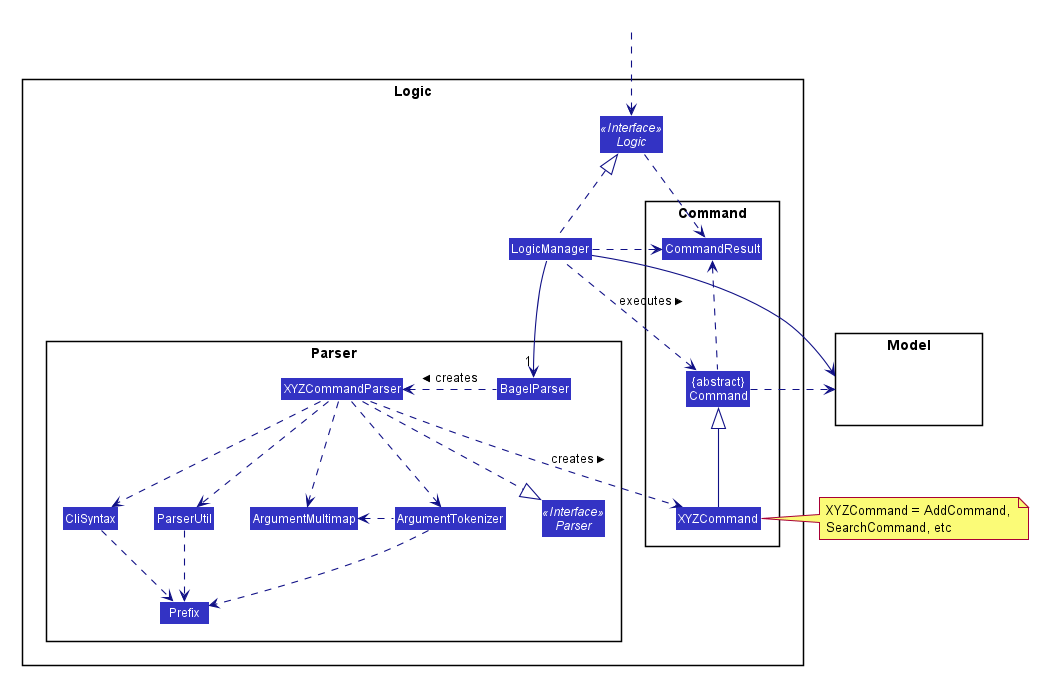 Logic
«Interface»
Logic
Command
LogicManager
CommandResult
executes ►
Model
1
Parser
◄ creates
XYZCommandParser
BagelParser
{abstract}
Command
creates ►
CliSyntax
ParserUtil
ArgumentMultimap
ArgumentTokenizer
«Interface»
Parser
XYZCommand
XYZCommand = AddCommand,
SearchCommand, etc
Prefix